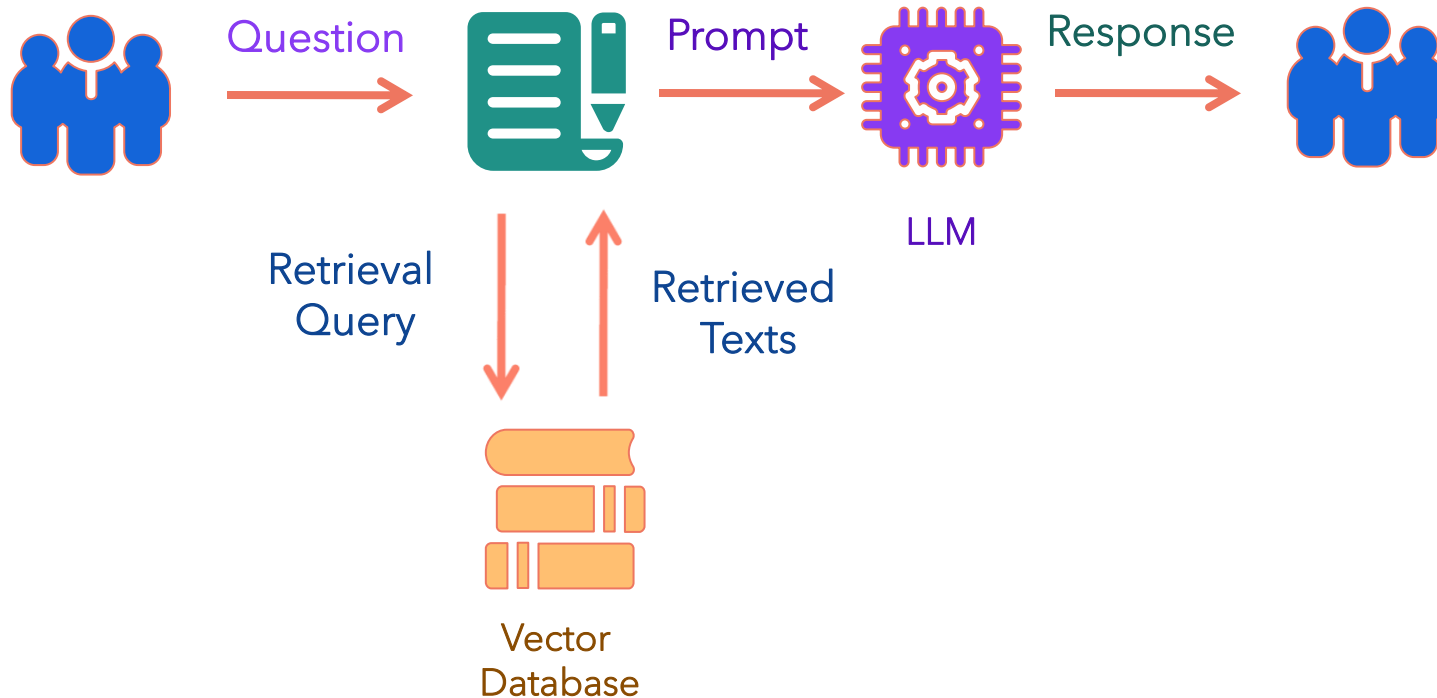 Question
Prompt
Response
LLM
Retrieval
Query
Retrieved
Texts
Vector
Database